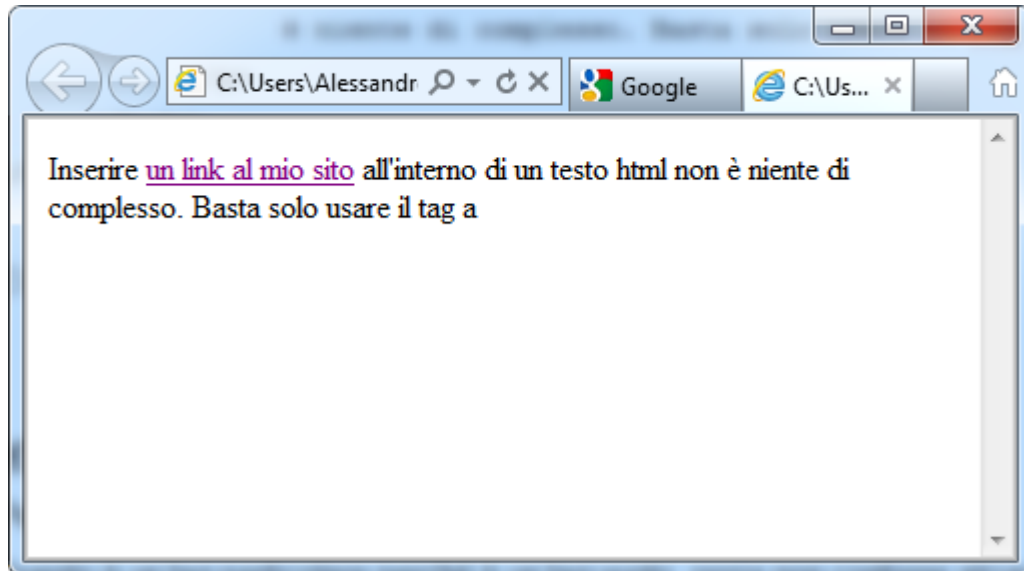 C:\Users\Alessandr
Google
C:\Us...
Inserire un link al mio sito all'interno di un testo html non è niente di
complesso. Basta solo usare il tag a